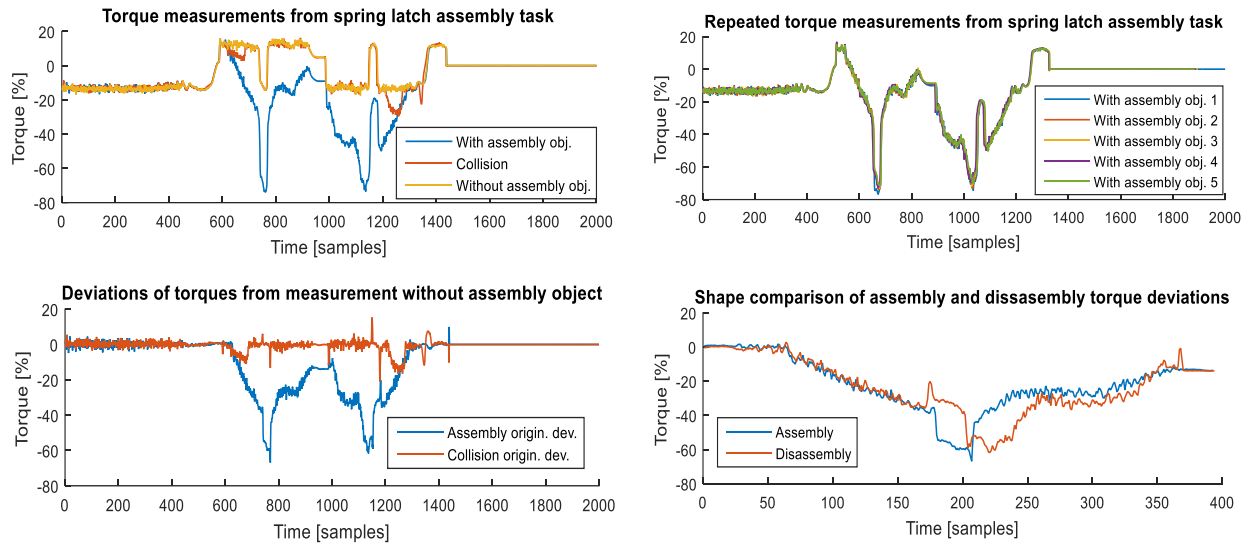 Torque measurements from spring latch assembly task
20
0
-20
-40
-60
-80
Torque [%]
With assembly obj.
Collision
Without assembly obj.
0 200 400 600 800 1000 1200 1400 1600 1800 2000
Time [samples]
Repeated torque measurements from spring latch assembly task
20
0
-20
-40
-60
-80
Torque [%]
With assembly obj. 1
With assembly obj. 2
With assembly obj. 3
With assembly obj. 4
With assembly obj. 5
0 200 400 600 800 1000 1200 1400 1600 1800 2000
Time [samples]
Deviations of torques from measurement without assembly object
20
0
-20
-40
-60
-80
Torque [%]
Assembly origin. dev.
Collision origin. dev.
0 200 400 600 800 1000 1200 1400 1600 1800 2000
Time [samples]
Shape comparison of assembly and dissasembly torque deviations
20
0
-20
-40
-60
-80
Torque [%]
Assembly
Disassembly
0 50 100 150 200 250 300 350 400
Time [samples]